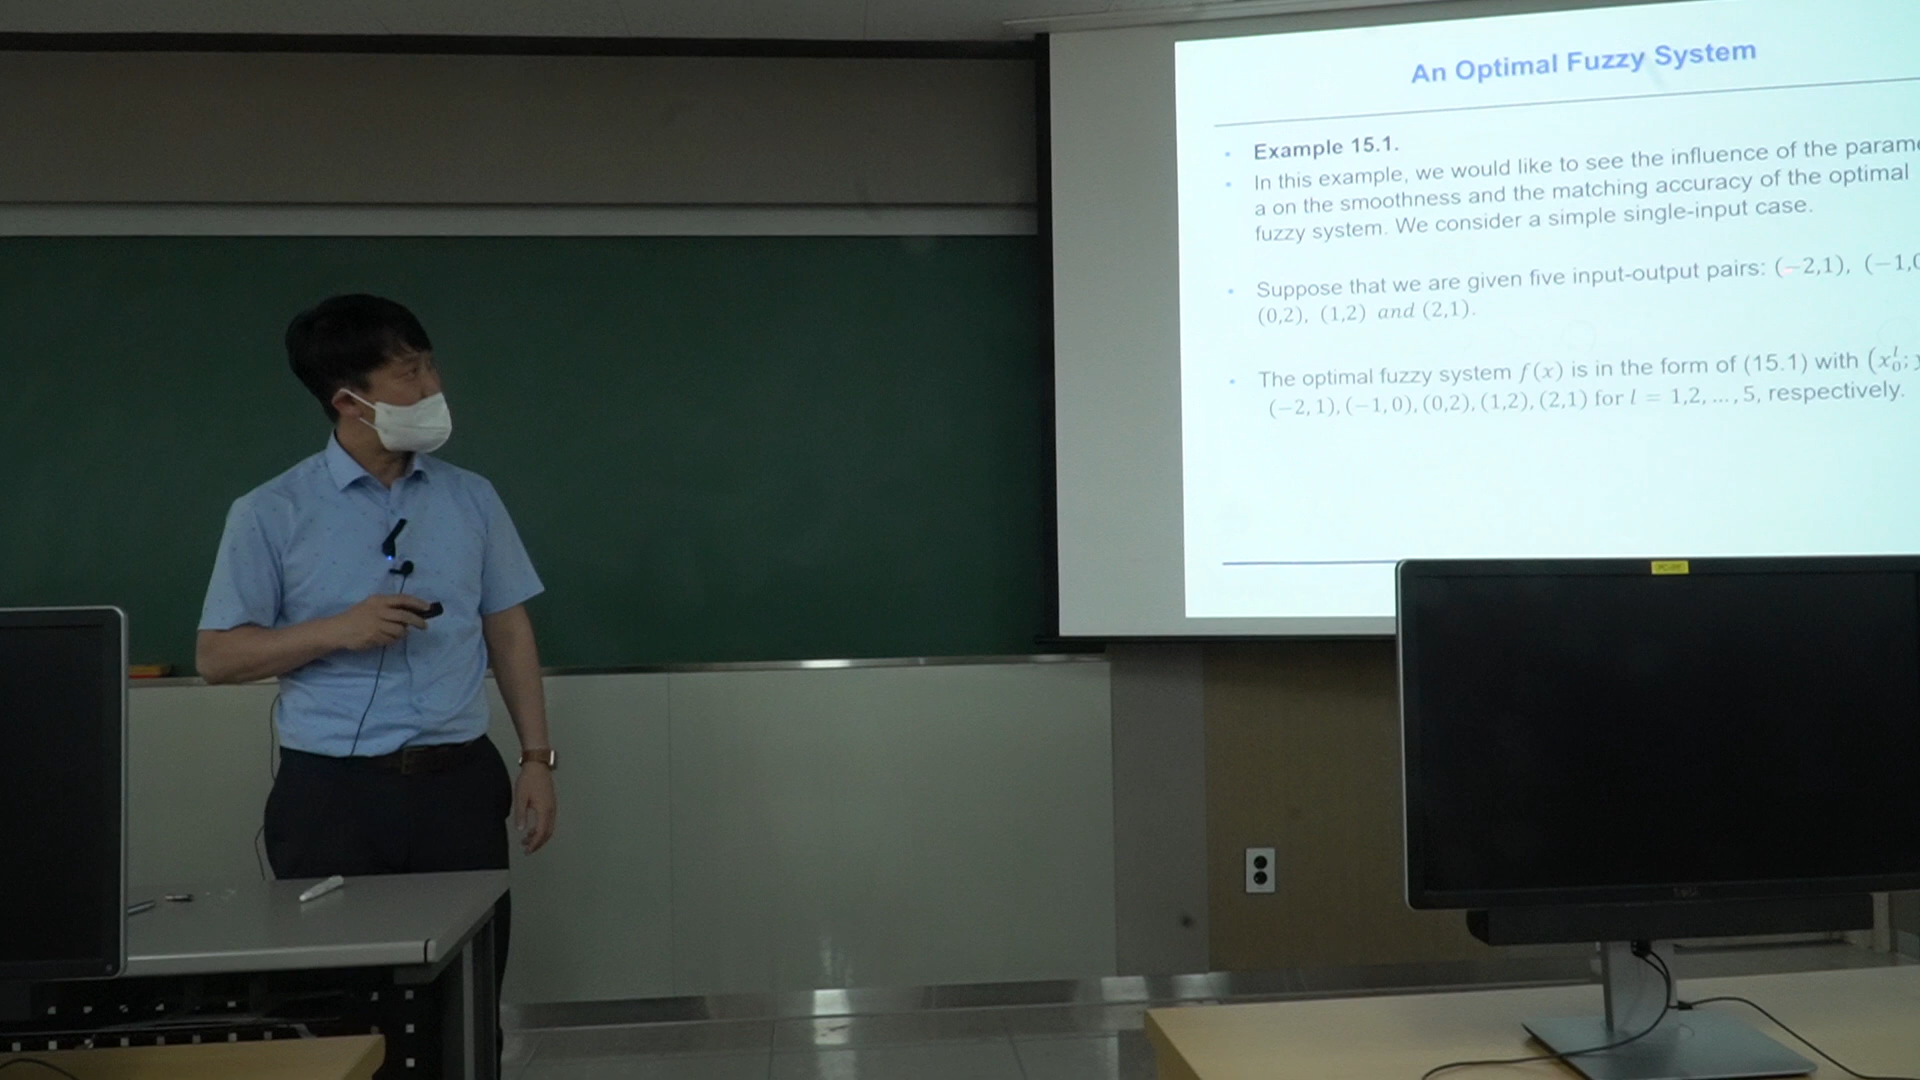 An Optimal Fuzzy System
Example 15.1.
In this example, we would like to see the influence of the
a on the smoothness and the matching accuracy of the optimal
fuzzy system. We consider a simple single-input case.
Suppose that we are given five input-output pairs: (−2,1), (−1,
(0,2), (1,2) and (2,1).
The optimal fuzzy system f(x) is in the form of (15.1) with (x₀ˡ;
(−2,1),(−1,0),(0,2),(1,2),(2,1) for l = 1,2,...,5, respectively.